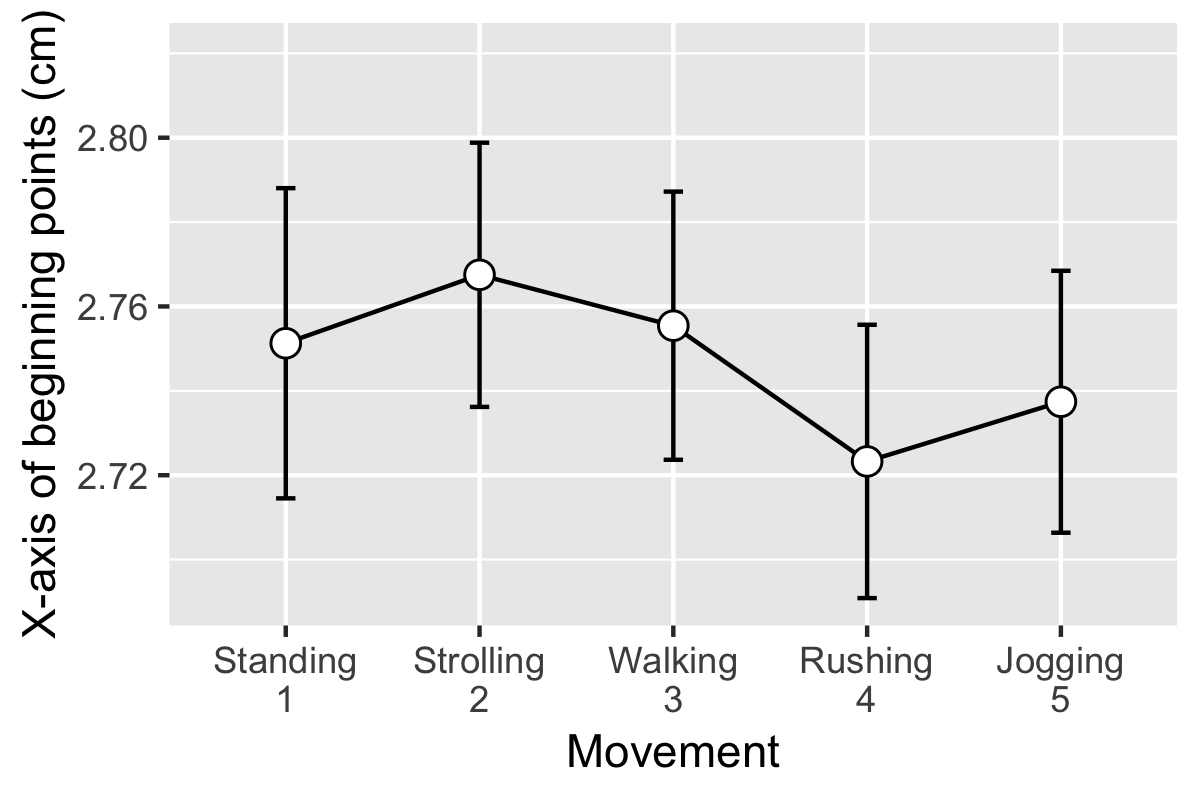 X-axis of beginning points (cm)
2.80
2.76
2.72
Standing Strolling Walking Rushing Jogging
1 2 3 4 5
Movement